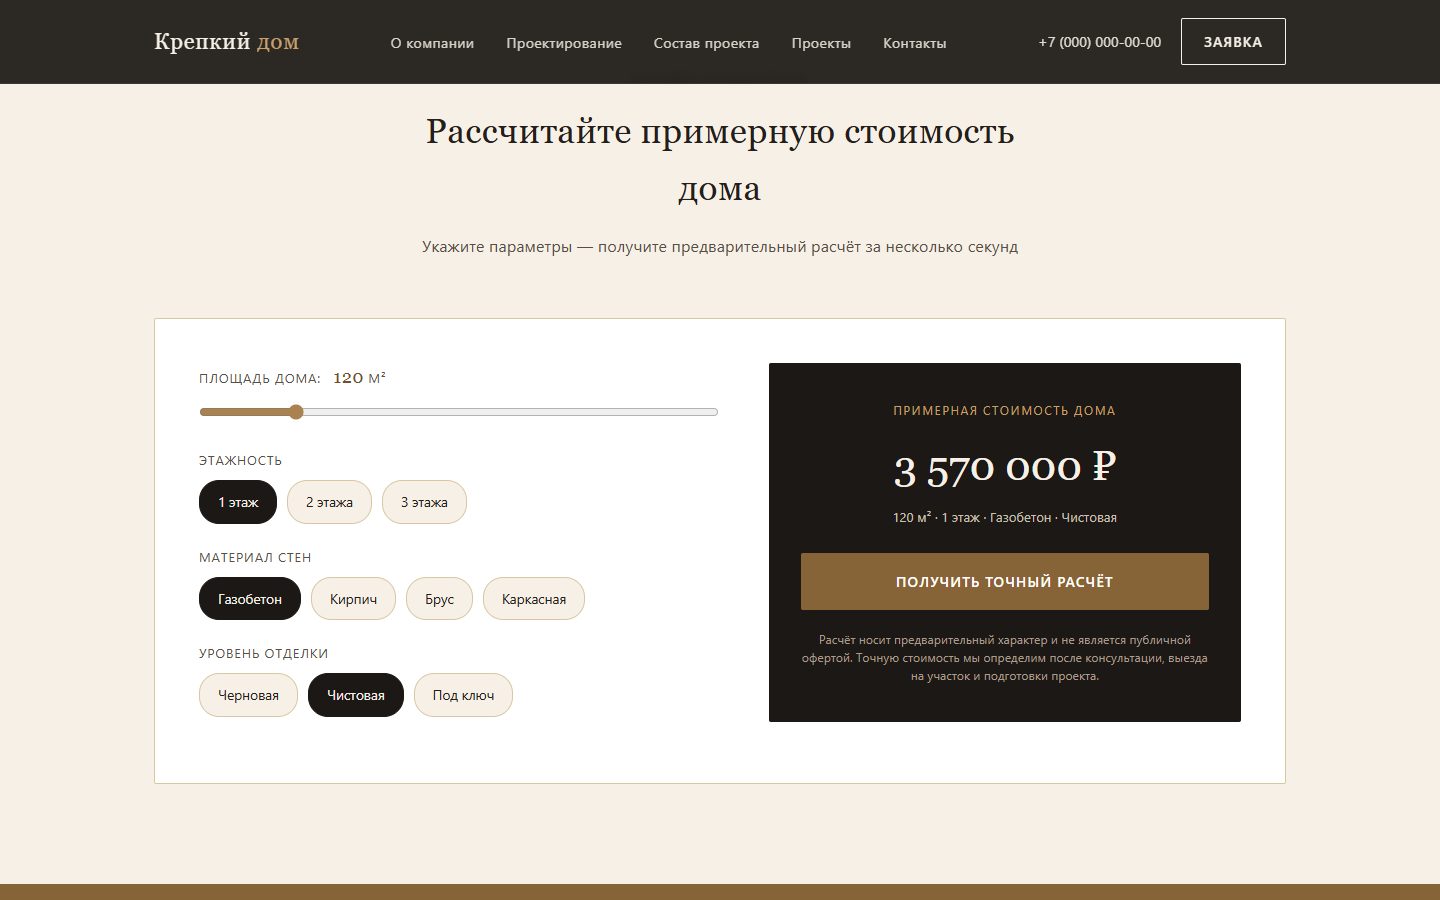 Крепкий дом
О компании
Проектирование
Состав проекта
Проекты
Контакты
+7 (000) 000-00-00
ЗАЯВКА
Рассчитайте примерную стоимость
дома
Укажите параметры — получите предварительный расчёт за несколько секунд
ПЛОЩАДЬ ДОМА: 120 М²
ЭТАЖНОСТЬ
1 этаж
2 этажа
3 этажа
МАТЕРИАЛ СТЕН
Газобетон
Кирпич
Брус
Каркасная
УРОВЕНЬ ОТДЕЛКИ
Черновая
Чистовая
Под ключ
ПРИМЕРНАЯ СТОИМОСТЬ ДОМА
3 570 000 ₽
120 м² · 1 этаж · Газобетон · Чистовая
ПОЛУЧИТЬ ТОЧНЫЙ РАСЧЁТ
Расчёт носит предварительный характер и не является публичной
офертой. Точную стоимость мы определим после консультации, выезда
на участок и подготовки проекта.